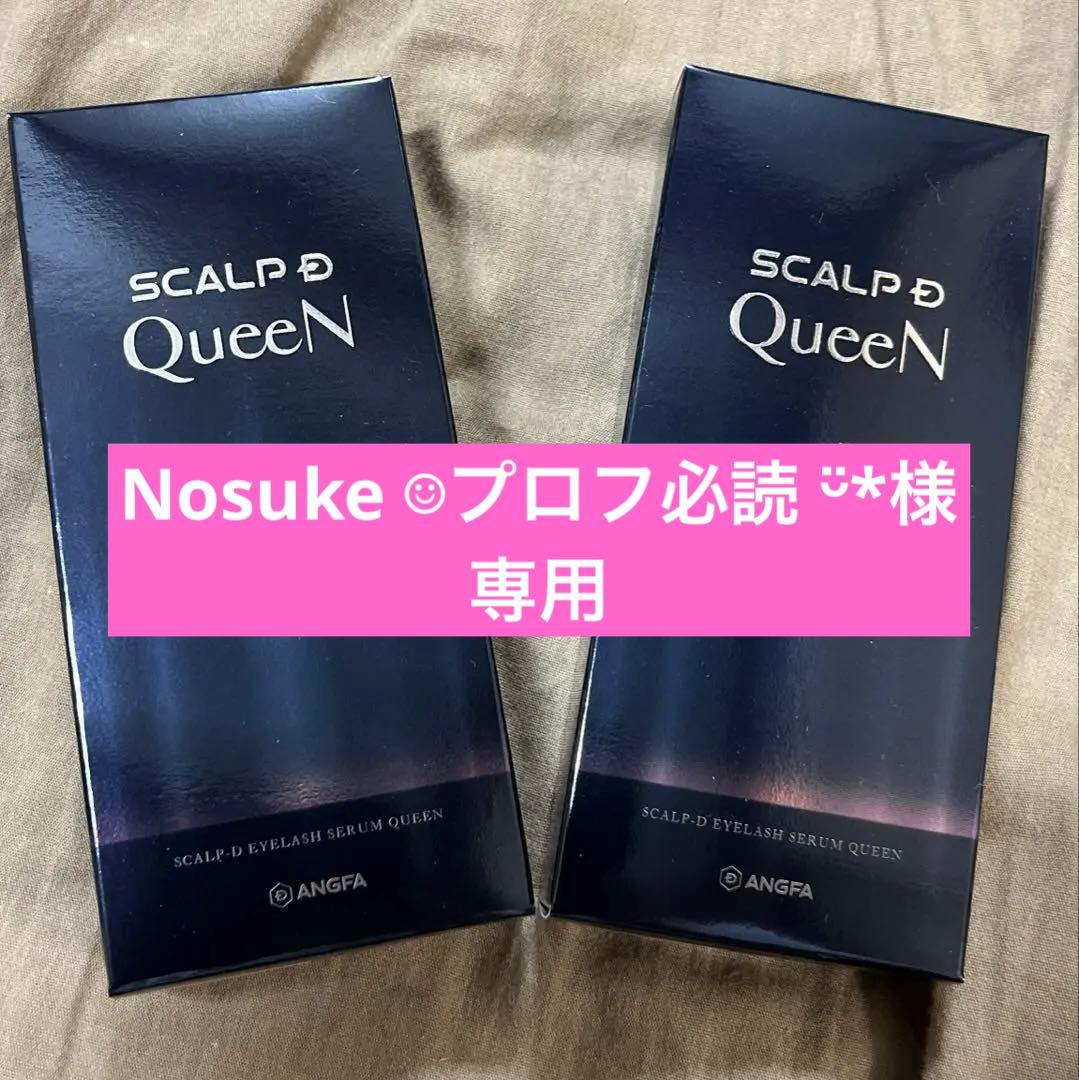 SCALP D
QueeN
SCALP-D EYELASH SERUM QUEEN
ANGFA
SCALP D
QueeN
SCALP-D EYELASH SERUM QUEEN
ANGFA
Nosuke ☺プロフ必読 ᵕ̈*様
専用